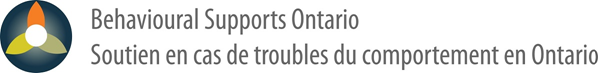 Behavioural Supports Ontario
Soutien en cas de troubles du comportement en Ontario